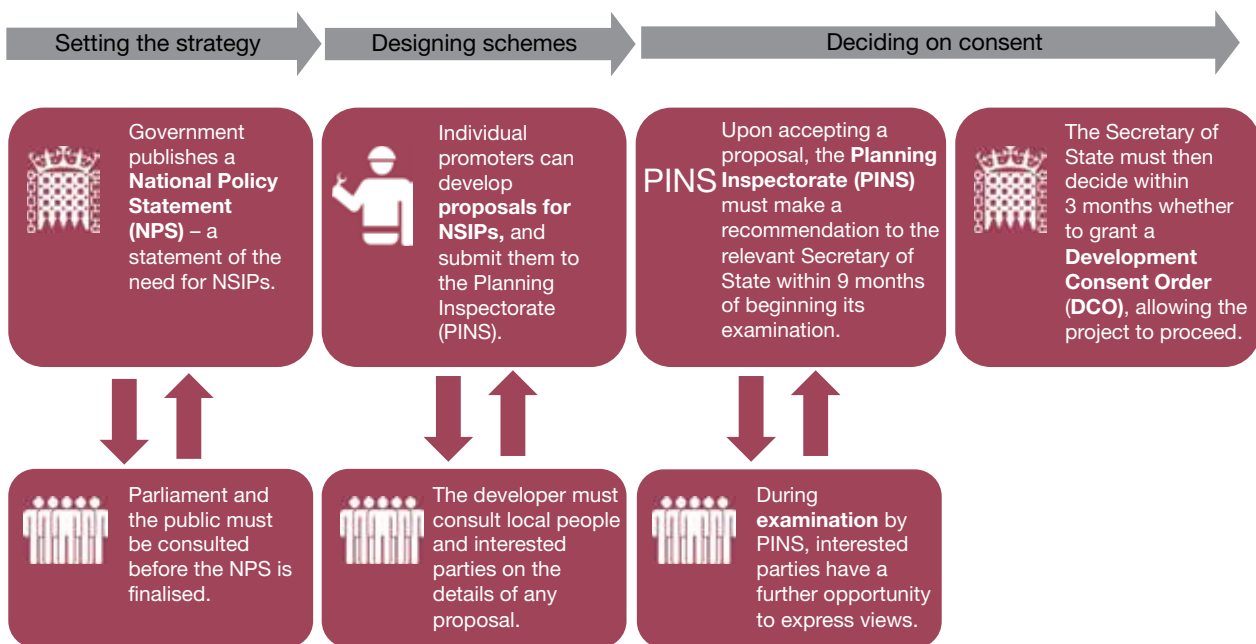 Setting the strategy
Designing schemes
Deciding on consent
Government
publishes a
National Policy
Statement
(NPS) – a
statement of the
need for NSIPs.
Individual
promoters can
develop
proposals for
NSIPs, and
submit them to
the Planning
Inspectorate
(PINS).
PINS
Upon accepting a
proposal, the Planning
Inspectorate (PINS)
must make a
recommendation to the
relevant Secretary of
State within 9 months
of beginning its
examination.
The Secretary of
State must then
decide within
3 months whether
to grant a
Development
Consent Order
(DCO), allowing the
project to proceed.
Parliament and
the public must
be consulted
before the NPS is
finalised.
The developer must
consult local people
and interested
parties on the
details of any
proposal.
During
examination by
PINS, interested
parties have a
further opportunity
to express views.